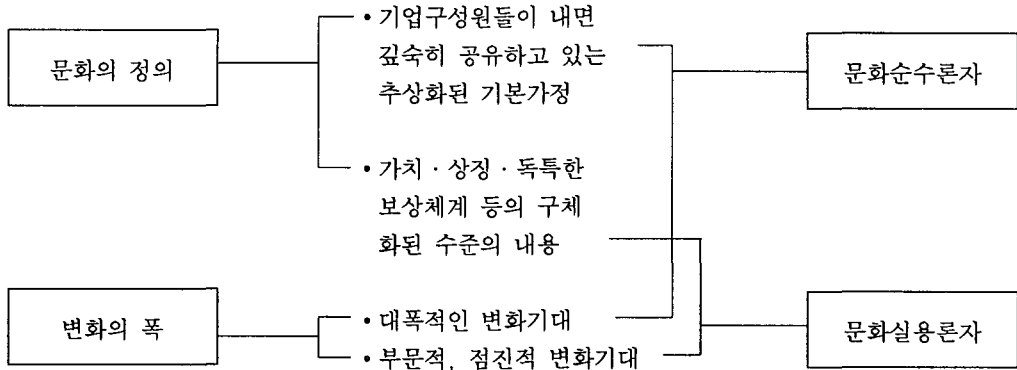 문화의 정의
• 기업구성원들이 내면
깊숙히 공유하고 있는
추상화된 기본가정
• 가치 · 상징 · 독특한
보상체계 등의 구체
화된 수준의 내용
문화순수론자
변화의 폭
• 대폭적인 변화기대
• 부문적, 점진적 변화기대
문화실용론자